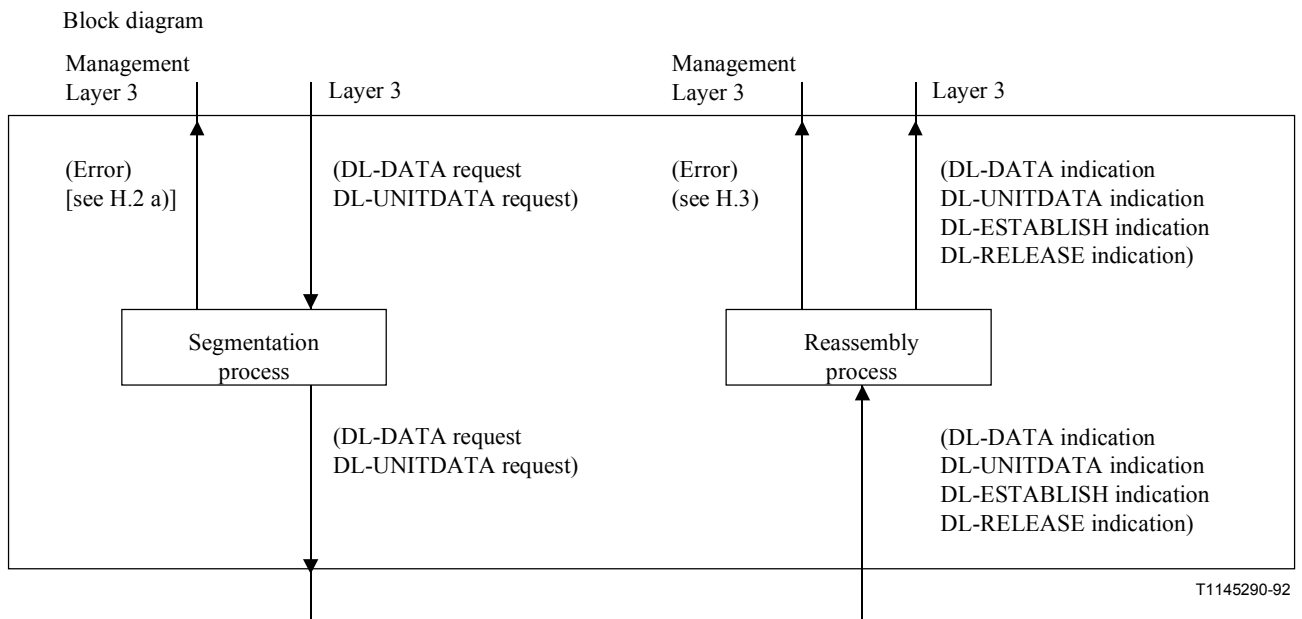 Block diagram
Management
Layer 3
Layer 3
Management
Layer 3
Layer 3
(Error)
[see H.2 a)]
(DL-DATA request
DL-UNITDATA request)
(Error)
(see H.3)
(DL-DATA indication
DL-UNITDATA indication
DL-ESTABLISH indication
DL-RELEASE indication)
Segmentation
process
Reassembly
process
(DL-DATA request
DL-UNITDATA request)
(DL-DATA indication
DL-UNITDATA indication
DL-ESTABLISH indication
DL-RELEASE indication)
T1145290-92